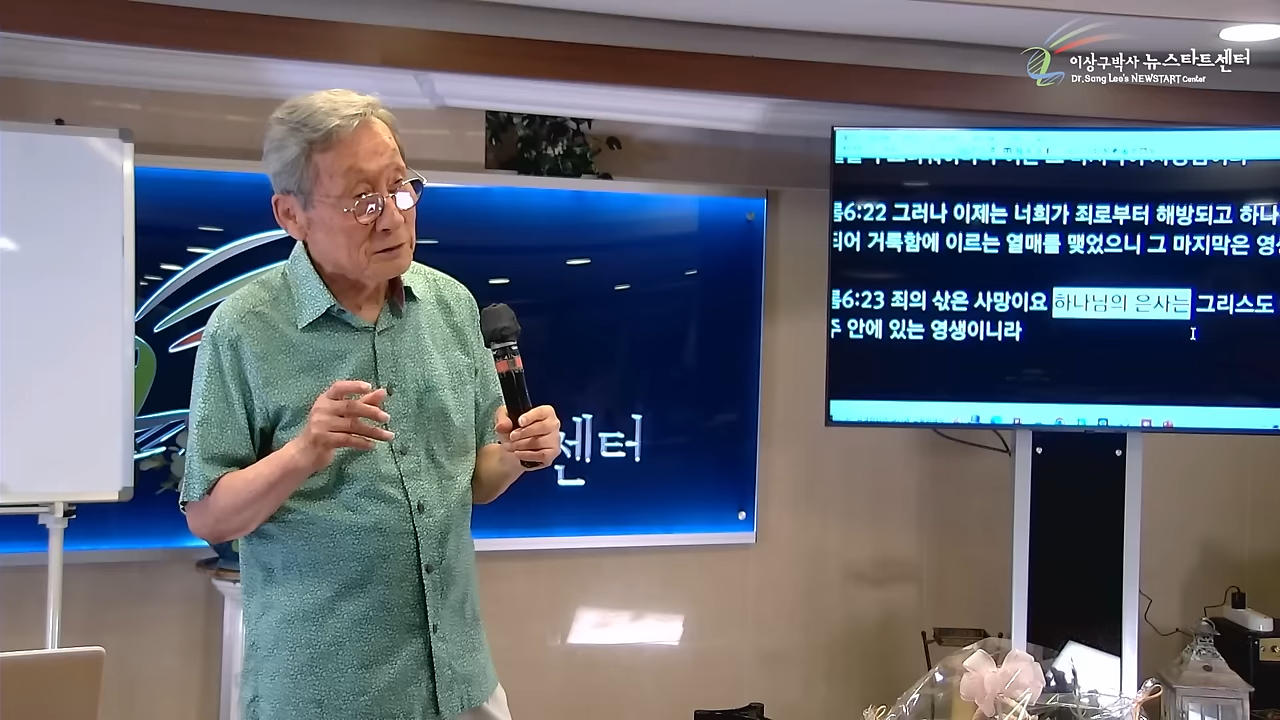 이상구박사 뉴스타트센터
Dr. Sang Lee's NEWSTART Center
롬6:22 그러나 이제는 너희가 죄로부터 해방되고 하나
되어 거룩함에 이르는 열매를 맺었으니 그 마지막은 영생
롬6:23 죄의 삯은 사망이요 하나님의 은사는 그리스도
주 안에 있는 영생이니라
센터